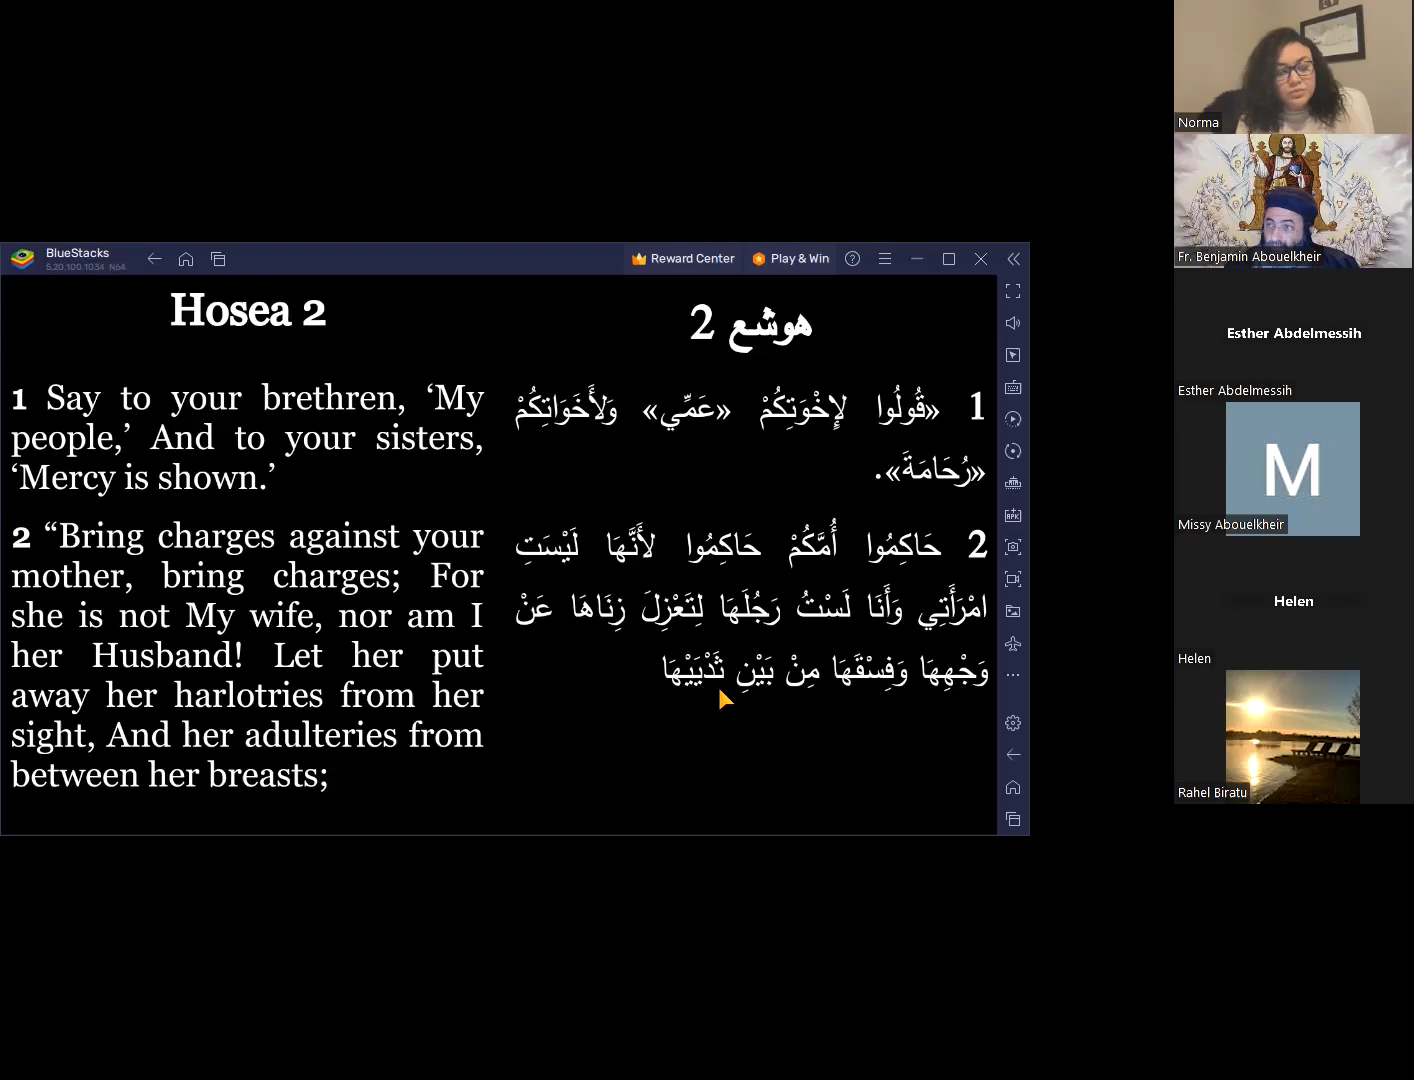 BlueStacks
5.20.100.1034 N64
Reward Center
Play & Win
Hosea 2
1 Say to your brethren, ‘My
people,’ And to your sisters,
‘Mercy is shown.’
2 “Bring charges against your
mother, bring charges; For
she is not My wife, nor am I
her Husband! Let her put
away her harlotries from her
sight, And her adulteries from
between her breasts;
هوشع 2
1 «قُولُوا لإِخْوَتِكُمْ «عَمِّي» وَلأَخَوَاتِكُمْ
«رُحَامَةَ».
2 حَاكِمُوا أُمَّكُمْ حَاكِمُوا لأَنَّهَا لَيْسَتِ
امْرَأَتِي وَأَنَا لَسْتُ رَجُلَهَا لِتَعْزِلَ زِنَاهَا عَنْ
وَجْهِهَا وَفِسْقَهَا مِنْ بَيْنِ ثَدْيَيْهَا
Norma
Fr. Benjamin Abouelkheir
Esther Abdelmessih
Esther Abdelmessih
M
Missy Abouelkheir
Helen
Helen
Rahel Biratu